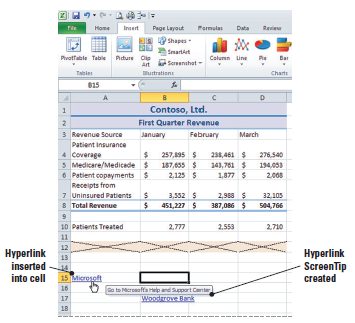 File Home Insert Page Layout Formulas Data Review
PivotTable Table Picture Clip Art Shapes SmartArt Screenshot Column Line Pie Bar
Tables Illustrations Charts
B15 fx
A B C D
1 Contoso, Ltd.
2 First Quarter Revenue
3 Revenue Source January February March
Patient Insurance
4 Coverage $ 257,895 $ 238,461 $ 276,540
5 Medicare/Medicade $ 187,655 $ 143,761 $ 194,053
6 Patient copayments $ 2,125 $ 1,877 $ 2,068
Receipts from
7 Uninsured Patients $ 3,552 $ 2,988 $ 32,105
8 Total Revenue $ 451,227 $ 387,086 $ 504,766
9
10 Patients Treated 2,777 2,553 2,710
11
12
13
14
15 Microsoft
16 Go to Microsoft's Help and Support Center
17 Woodgrove Bank
18
Hyperlink
inserted
into cell
Hyperlink
ScreenTip
created